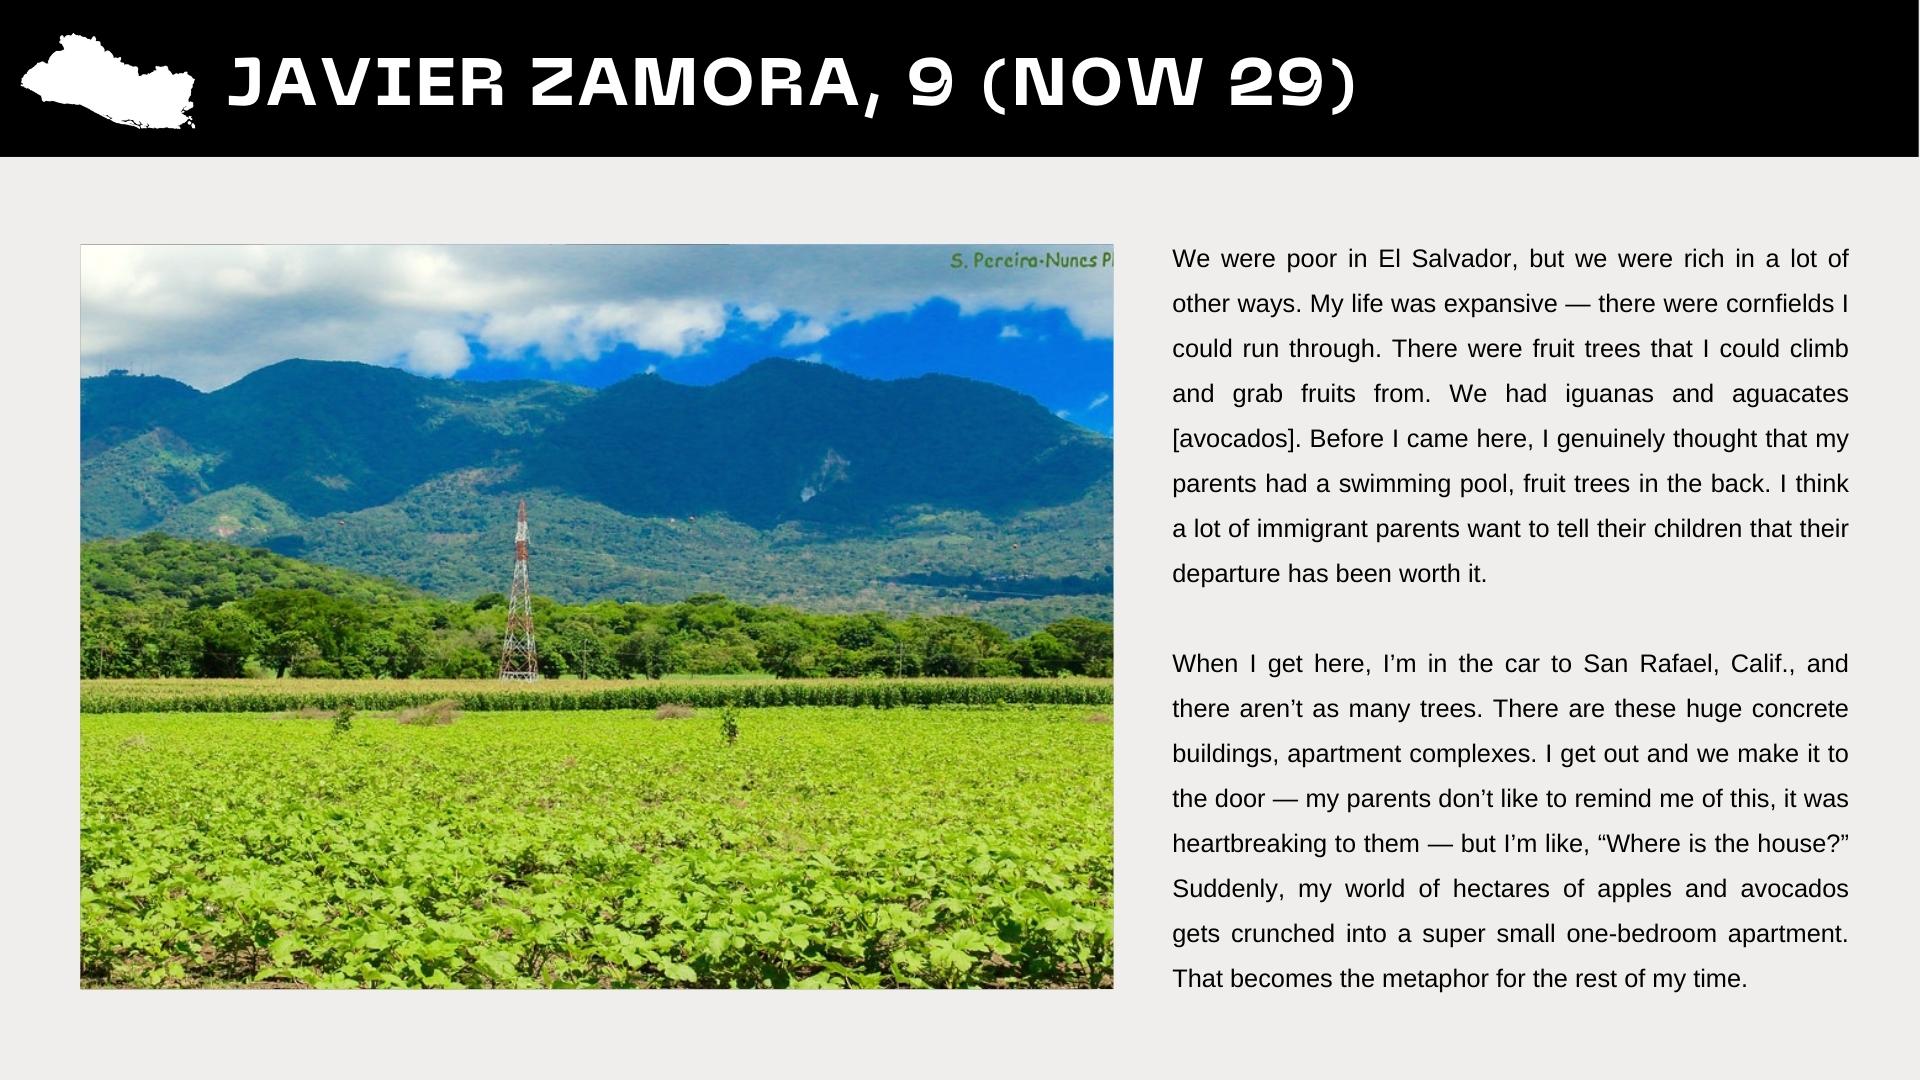 JAVIER ZAMORA, 9 (NOW 29)
S. Pereira-Nunes
We were poor in El Salvador, but we were rich in a lot of
other ways. My life was expansive — there were cornfields I
could run through. There were fruit trees that I could climb
and grab fruits from. We had iguanas and aguacates
[avocados]. Before I came here, I genuinely thought that my
parents had a swimming pool, fruit trees in the back. I think
a lot of immigrant parents want to tell their children that their
departure has been worth it.
When I get here, I’m in the car to San Rafael, Calif., and
there aren’t as many trees. There are these huge concrete
buildings, apartment complexes. I get out and we make it to
the door — my parents don’t like to remind me of this, it was
heartbreaking to them — but I’m like, “Where is the house?”
Suddenly, my world of hectares of apples and avocados
gets crunched into a super small one-bedroom apartment.
That becomes the metaphor for the rest of my time.